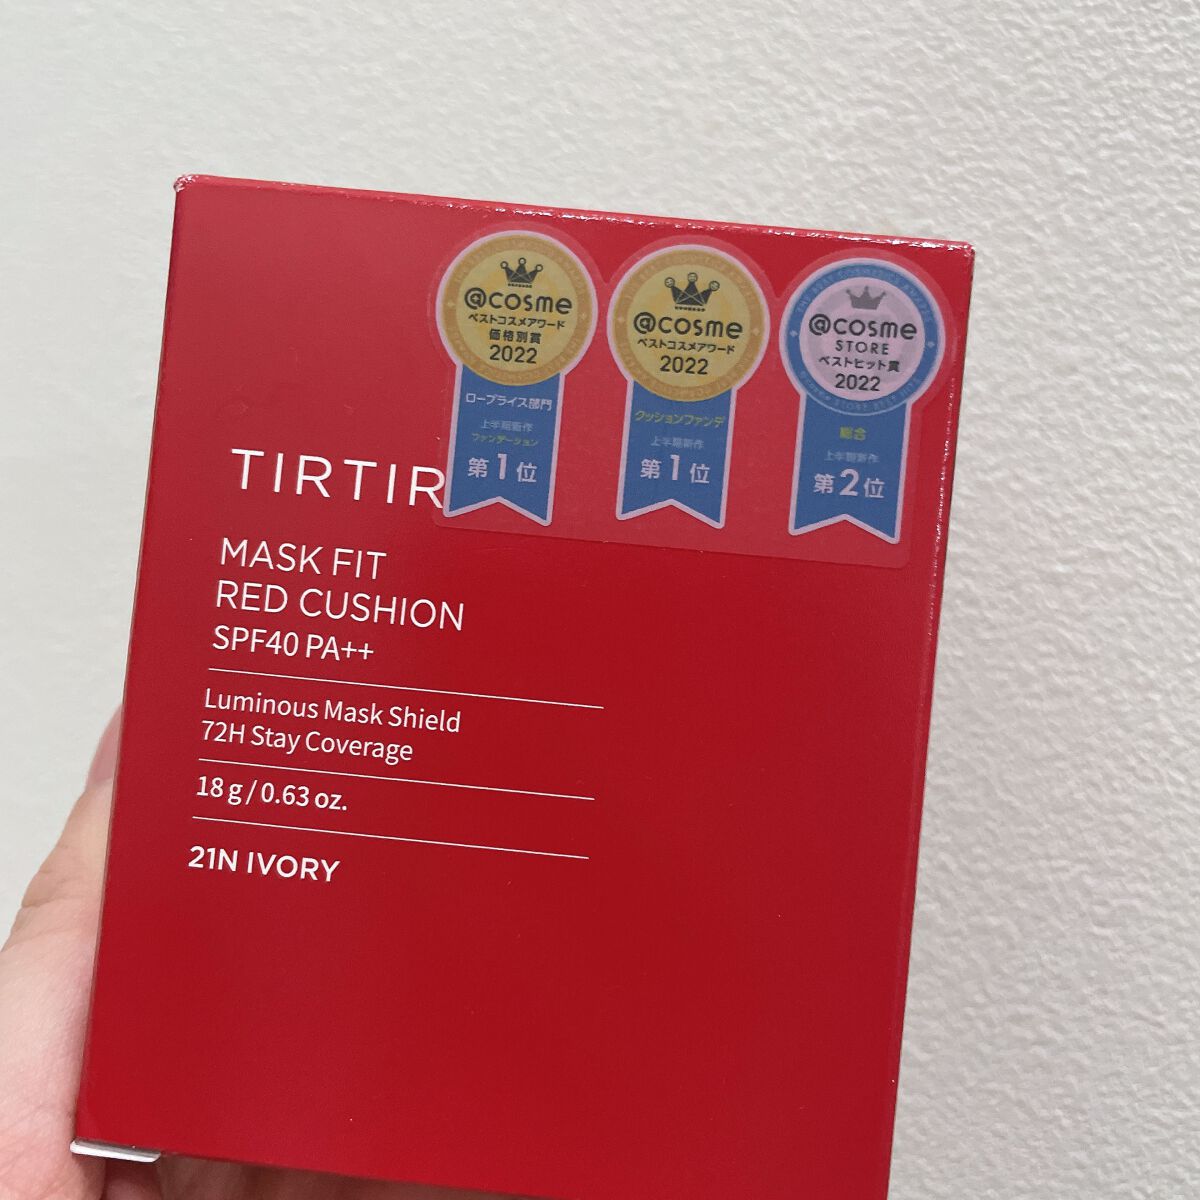 @cosme
ベストコスメアワード
価格別賞
2022
ロープライス部門
上半期新作
ファンデーション
第1位
@cosme
ベストコスメアワード
2022
クッションファンデ
上半期新作
第1位
@cosme
STORE
ベストヒット賞
2022
総合
上半期新作
第2位
TIRTIR
MASK FIT
RED CUSHION
SPF40 PA++
Luminous Mask Shield
72H Stay Coverage
18 g / 0.63 oz.
21N IVORY